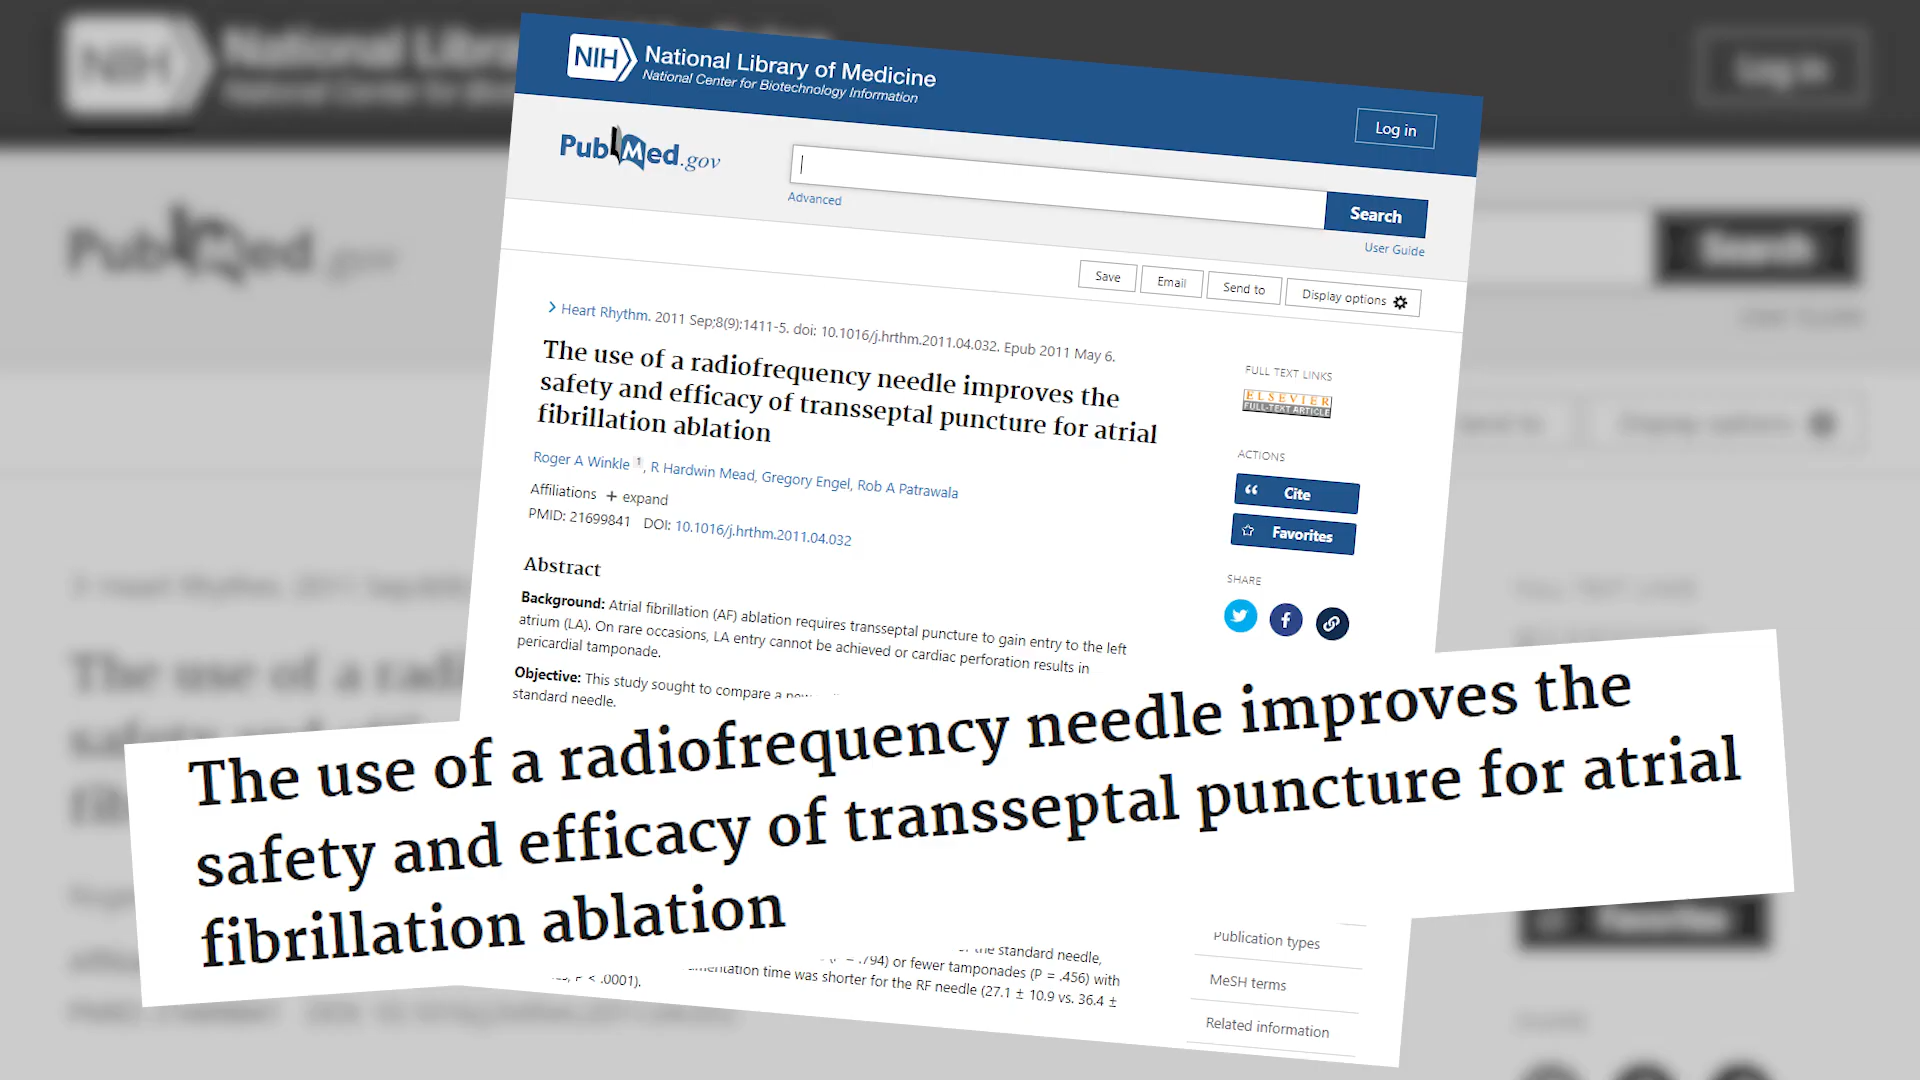 NIH National Library of Medicine
National Center for Biotechnology Information
Log in
PubMed.gov
Search
Advanced
User Guide
Save Email Send to Display options
Heart Rhythm. 2011 Sep;8(9):1411-5. doi: 10.1016/j.hrthm.2011.04.032. Epub 2011 May 6.
The use of a radiofrequency needle improves the
safety and efficacy of transseptal puncture for atrial
fibrillation ablation
Roger A Winkle 1, R Hardwin Mead, Gregory Engel, Rob A Patrawala
Affiliations + expand
PMID: 21699841 DOI: 10.1016/j.hrthm.2011.04.032
Abstract
Background: Atrial fibrillation (AF) ablation requires transseptal puncture to gain entry to the left
atrium (LA). On rare occasions, LA entry cannot be achieved or cardiac perforation results in
pericardial tamponade.
Objective: This study sought to compare a
standard needle.
FULL TEXT LINKS
ELSEVIER
FULL-TEXT ARTICLE
ACTIONS
Cite
Favorites
SHARE
The use of a radiofrequency needle improves the
safety and efficacy of transseptal puncture for atrial
fibrillation ablation
the standard needle,
.794) or fewer tamponades (P = .456) with
time was shorter for the RF needle (27.1 ± 10.9 vs. 36.4 ±
< .0001).
Publication types
MeSH terms
Related information